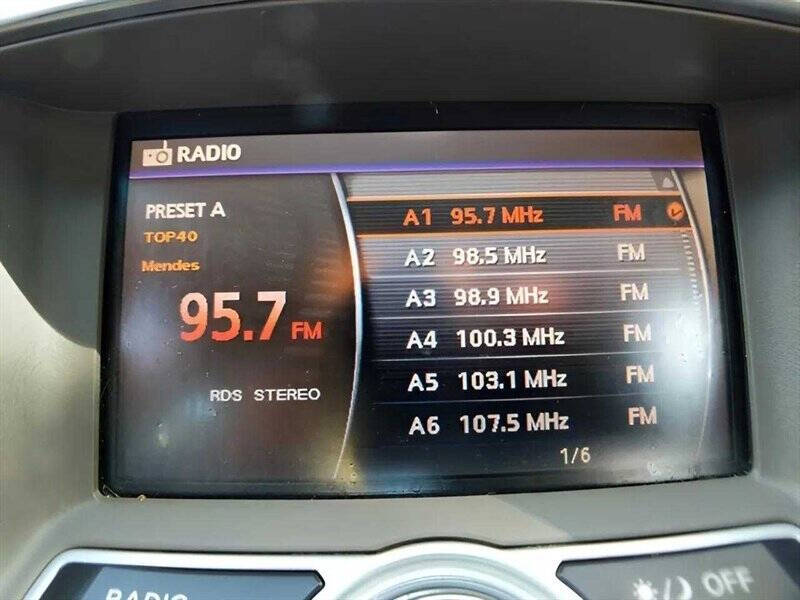 RADIO
PRESET A
TOP40
Mendes
95.7 FM
RDS STEREO
A1 95.7 MHz FM
A2 98.5 MHz FM
A3 98.9 MHz FM
A4 100.3 MHz FM
A5 103.1 MHz FM
A6 107.5 MHz FM
1/6
RADIO
OFF